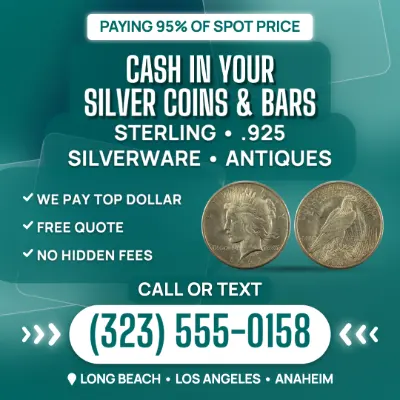 PAYING 95% OF SPOT PRICE
CASH IN YOUR
SILVER COINS & BARS
STERLING • .925
SILVERWARE • ANTIQUES
WE PAY TOP DOLLAR
FREE QUOTE
NO HIDDEN FEES
CALL OR TEXT
(323) 555-0158
LONG BEACH • LOS ANGELES • ANAHEIM